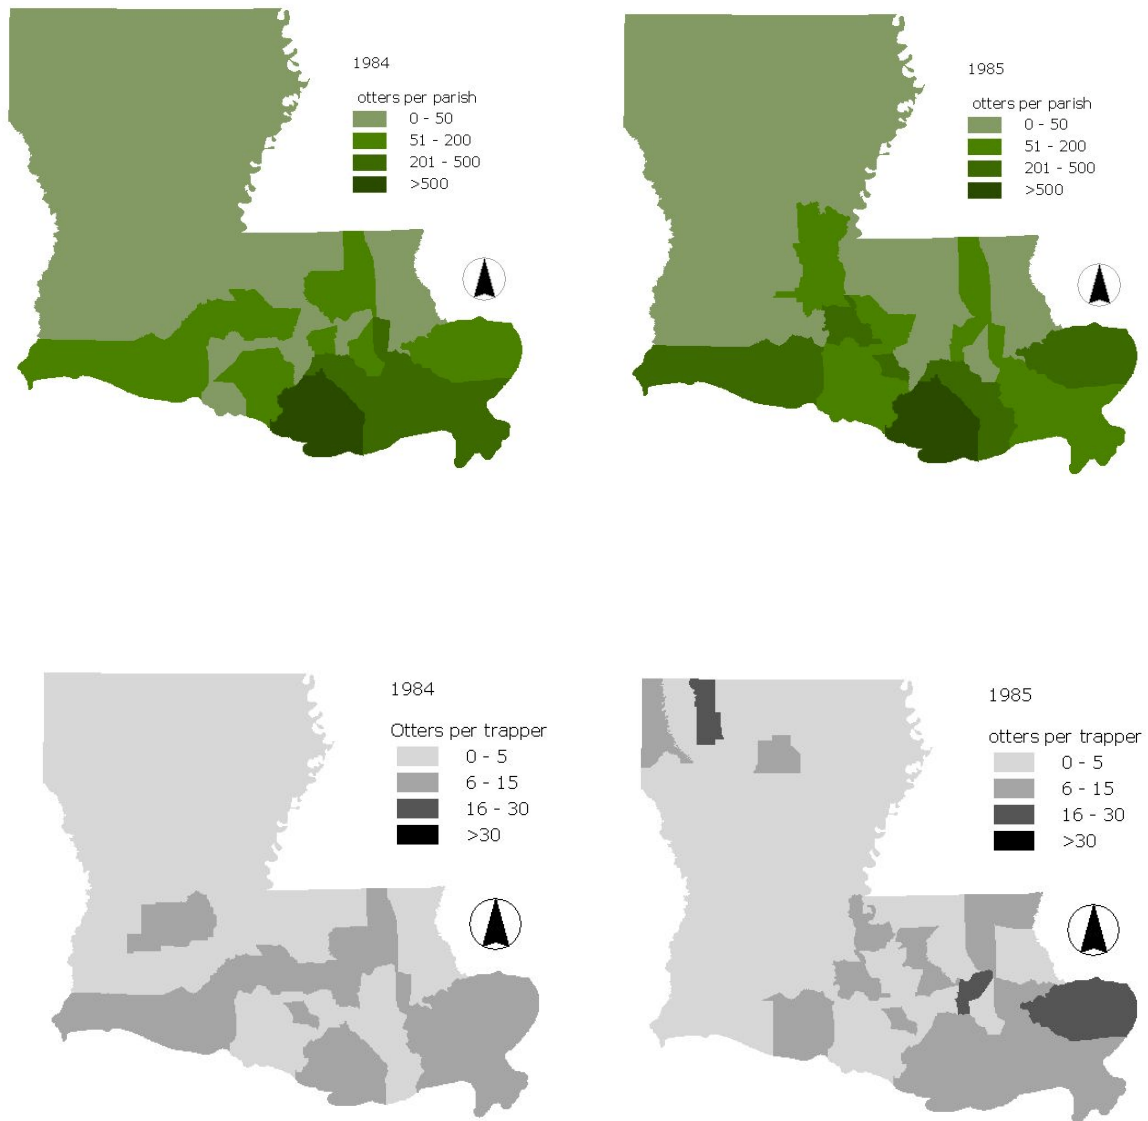 1984
otters per parish
0 - 50
51 - 200
201 - 500
>500
1985
otters per parish
0 - 50
51 - 200
201 - 500
>500
1984
Otters per trapper
0 - 5
6 - 15
16 - 30
>30
1985
otters per trapper
0 - 5
6 - 15
16 - 30
>30